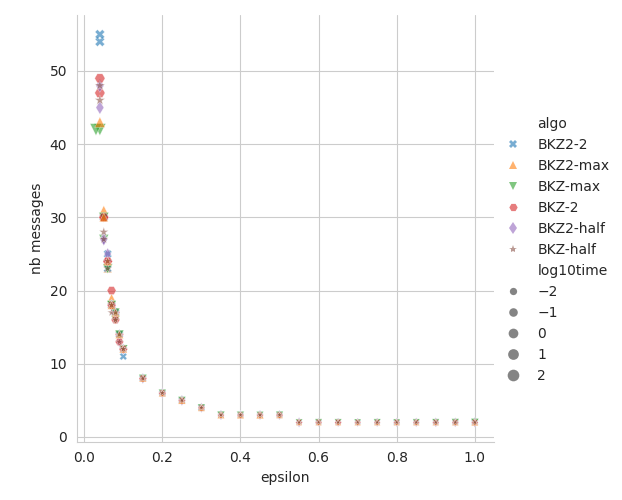 nb messages
50
40
30
20
10
0
0.0 0.2 0.4 0.6 0.8 1.0
epsilon
algo
BKZ2-2
BKZ2-max
BKZ-max
BKZ-2
BKZ2-half
BKZ-half
log10time
−2
−1
0
1
2